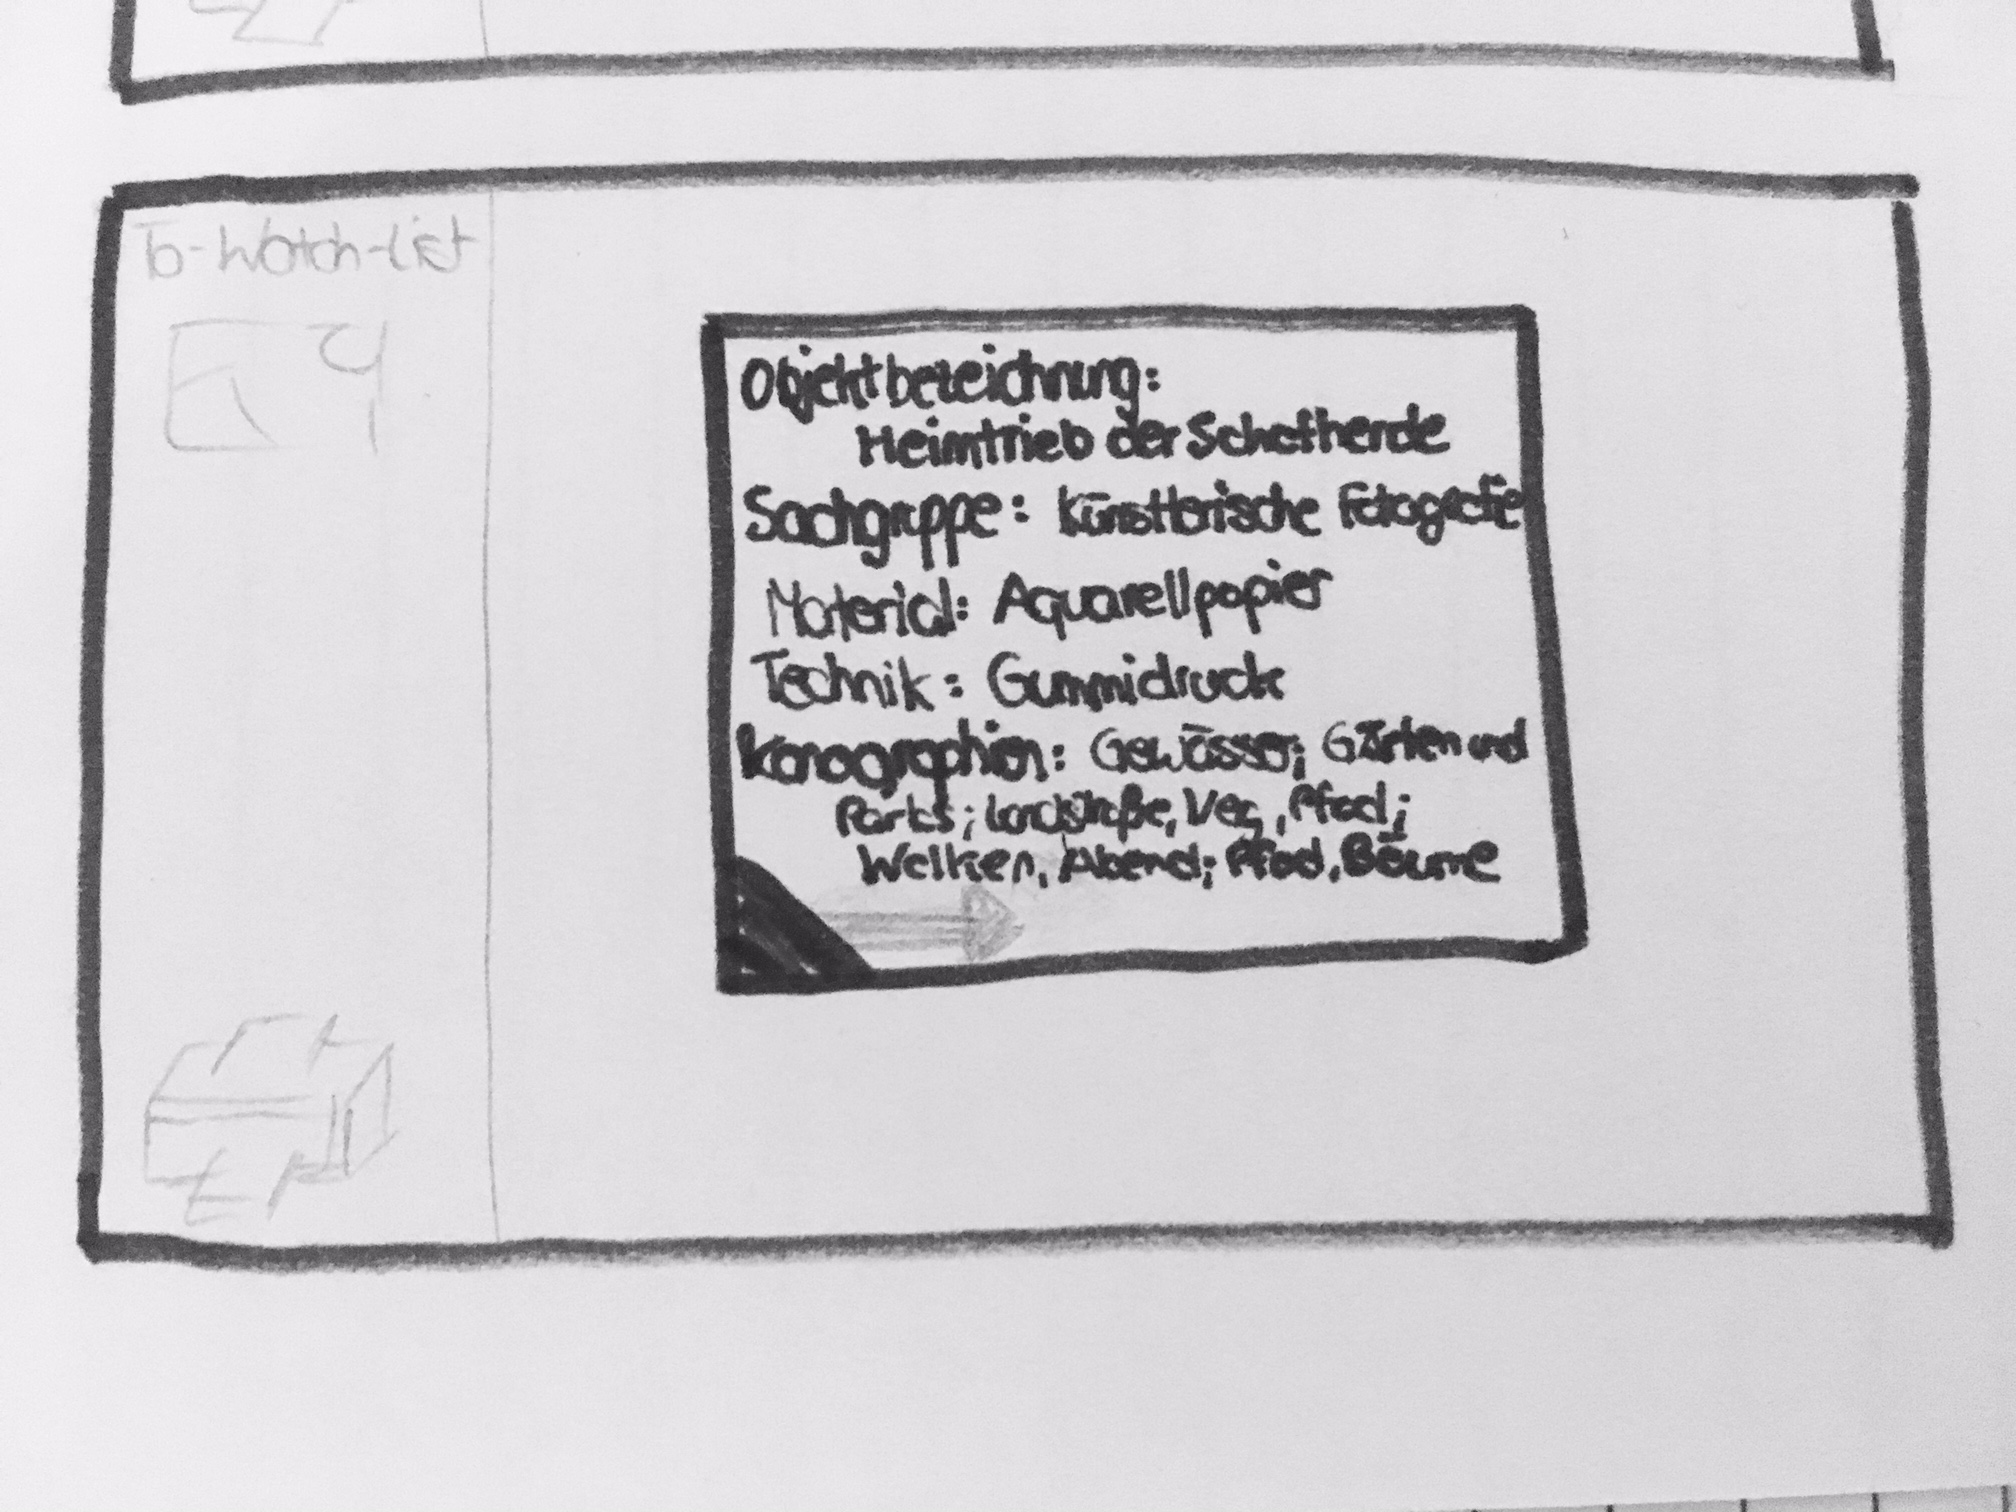 To-Watch-List
Objektbezeichnung:
Heimtrieb der Schafherde
Sachgruppe: Künstlerische Fotografie
Material: Aquarellpapier
Technik: Gummidruck
Ikonographien: Gewässer; Gärten und
Parks; Landstraße, Weg, Pfad;
Wolken, Abend; Pfad, Bäume